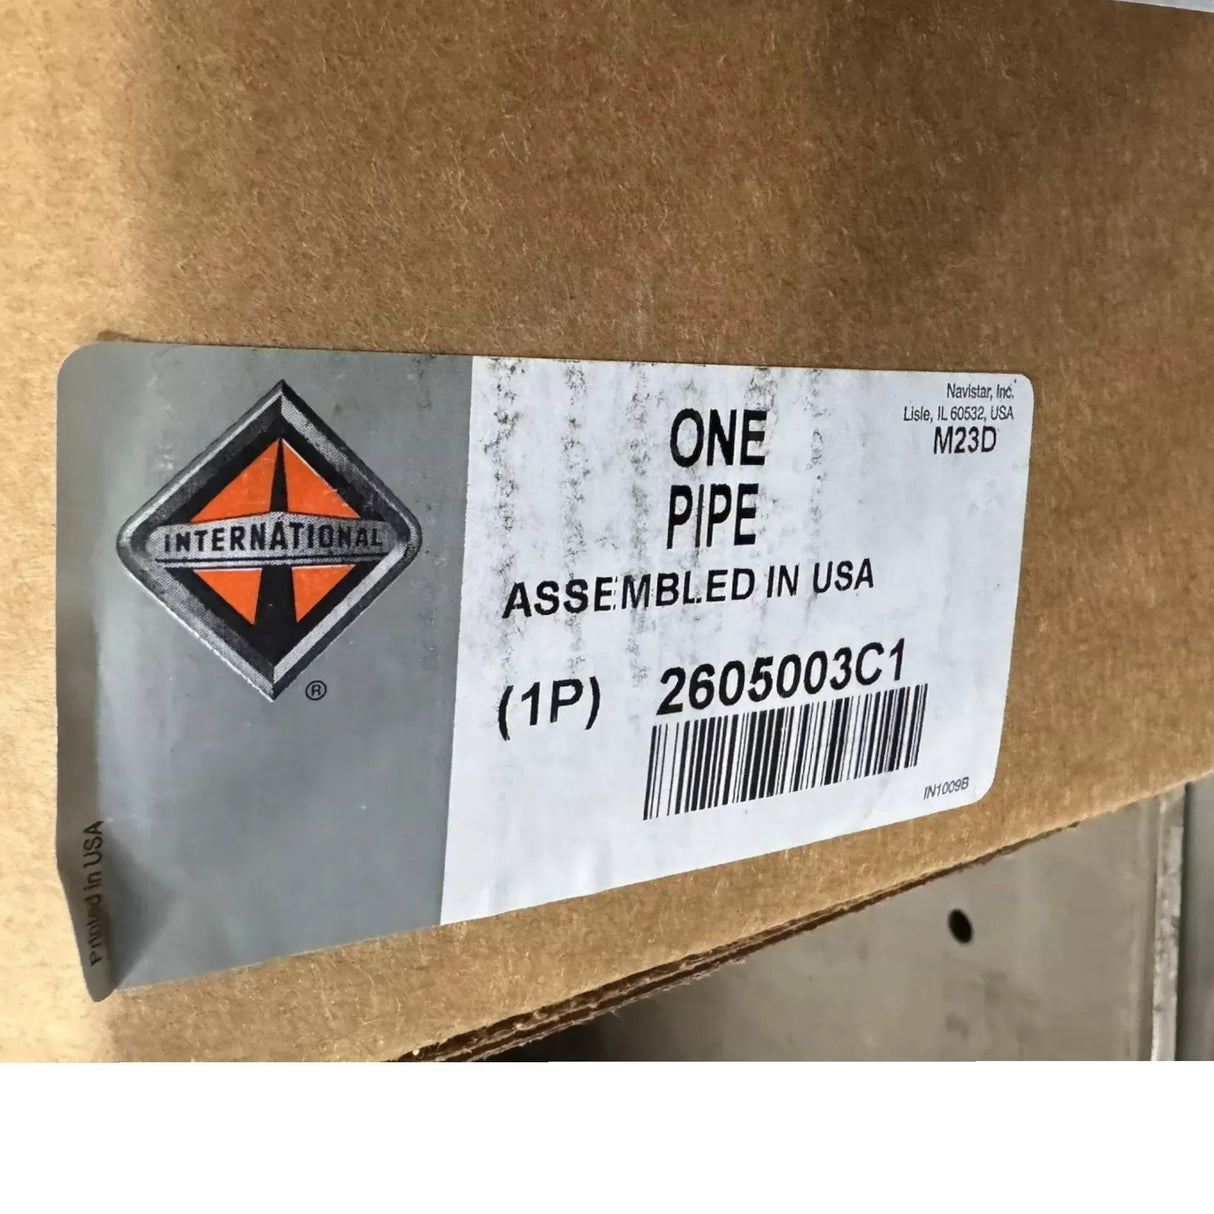 INTERNATIONAL
®
Printed in USA
Navistar, Inc.
Lisle, IL 60532, USA
M23D
ONE
PIPE
ASSEMBLED IN USA
(1P) 2605003C1
IN1009B